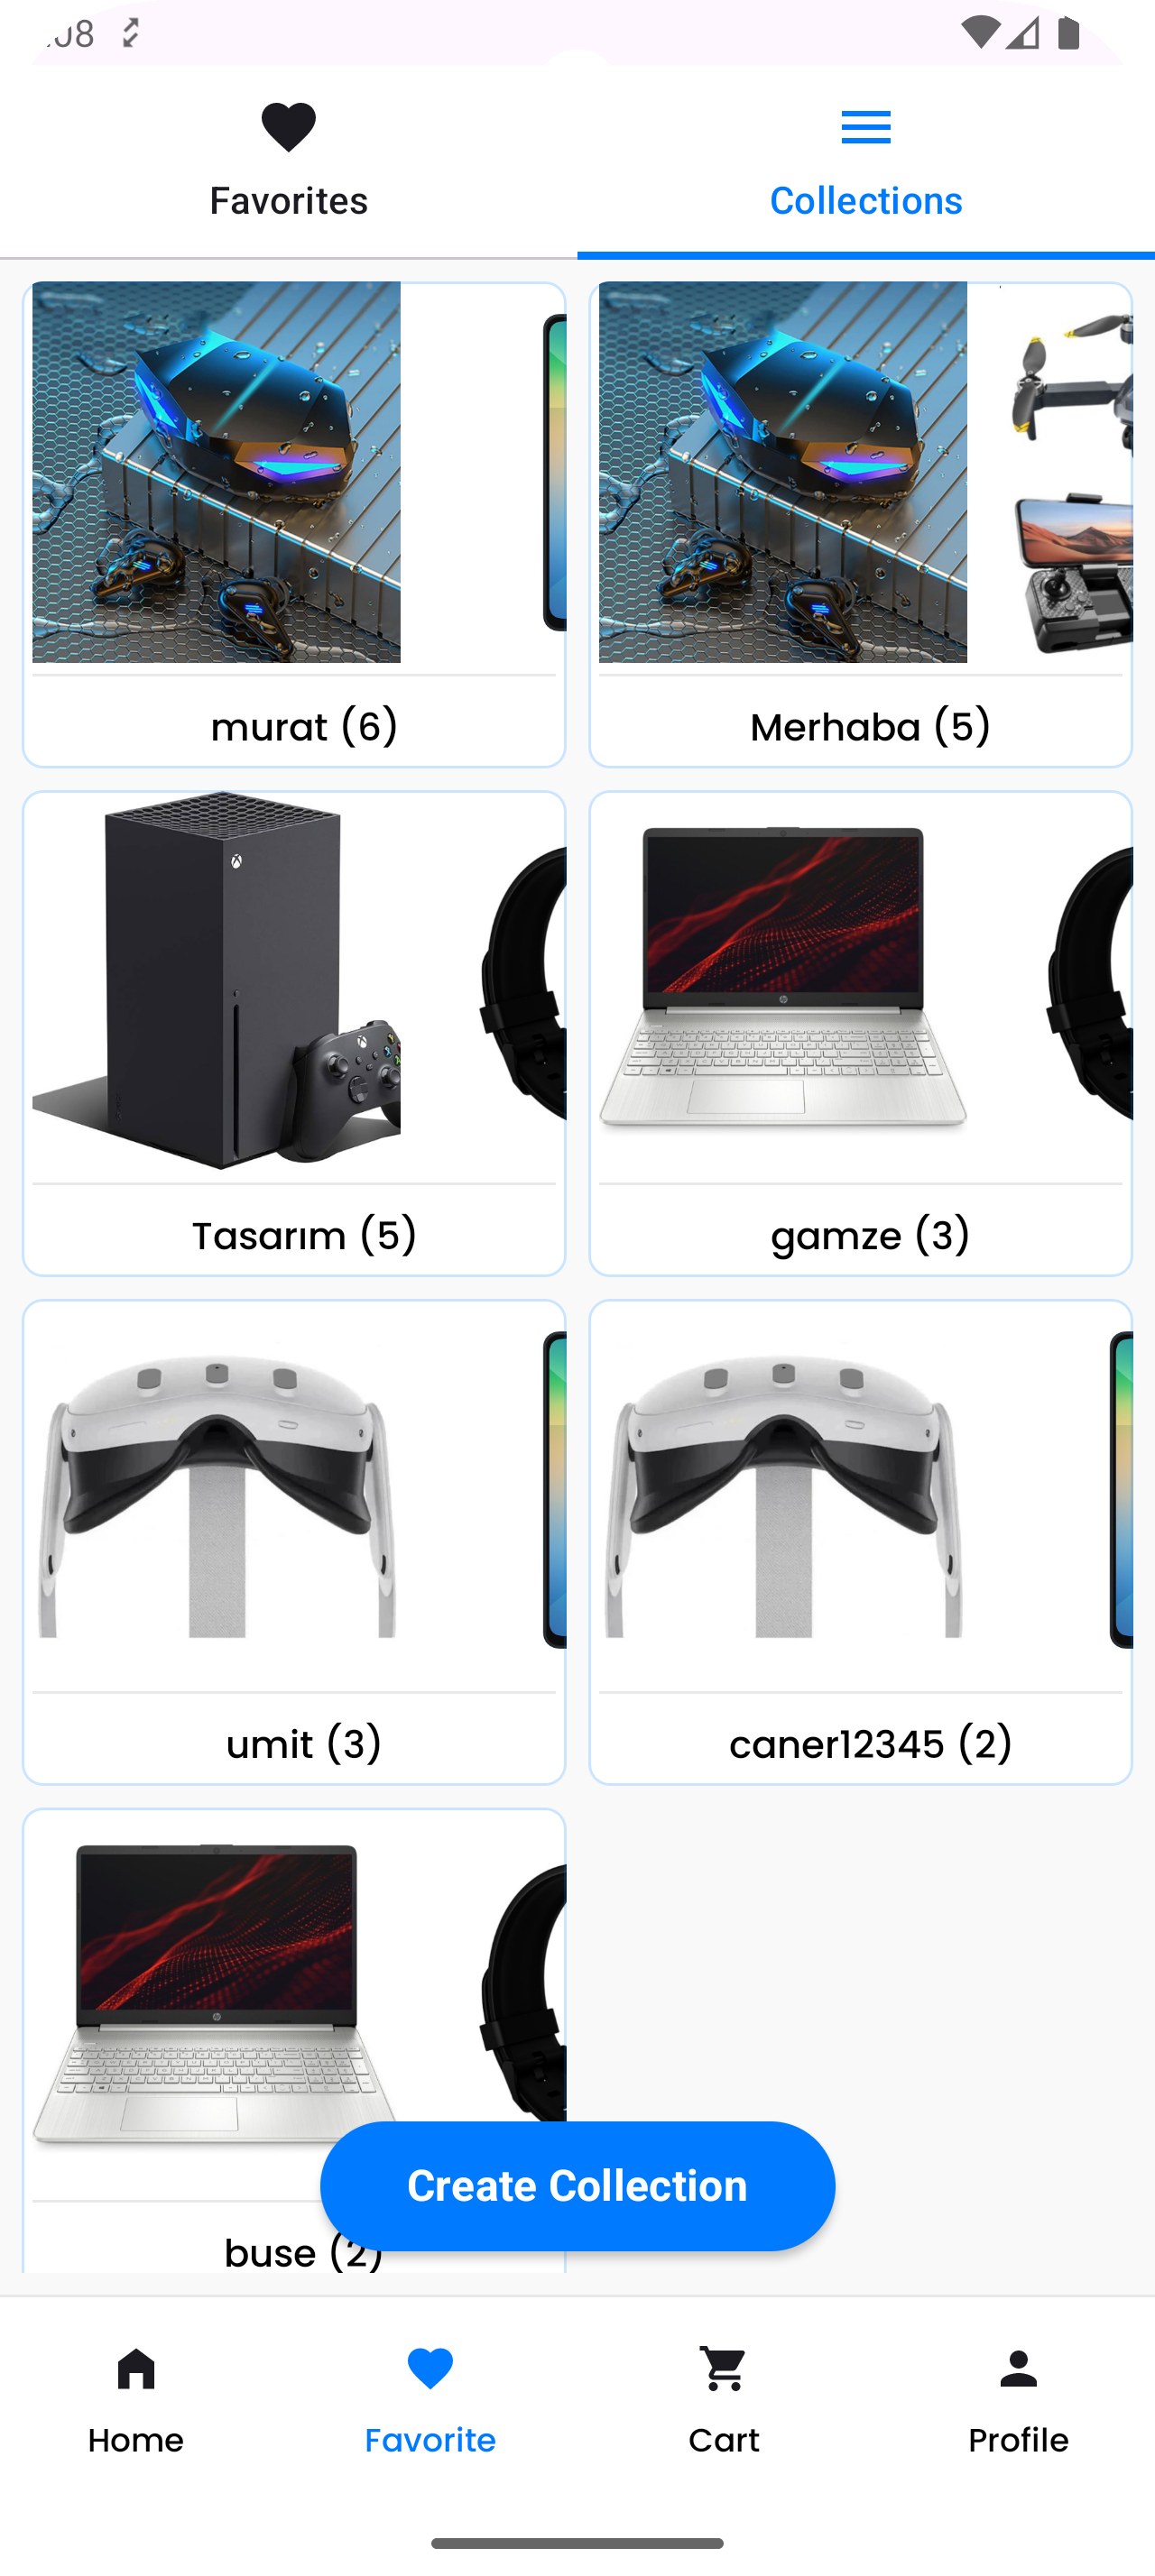 Favorites
Collections
murat (6)
Merhaba (5)
Tasarım (5)
gamze (3)
umit (3)
caner12345 (2)
buse (2)
Create Collection
Home
Favorite
Cart
Profile